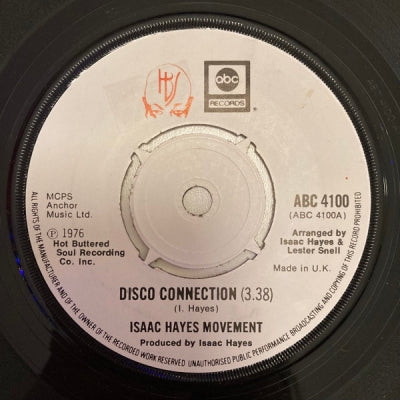 HBS
abc
RECORDS
MCPS
Anchor
Music Ltd.
℗ 1976
Hot Buttered
Soul Recording
Co. Inc.
ABC 4100
(ABC 4100A)
Arranged by
Isaac Hayes &
Lester Snell
Made in U.K.
DISCO CONNECTION (3.38)
(I. Hayes)
ISAAC HAYES MOVEMENT
Produced by Isaac Hayes
ALL RIGHTS OF THE MANUFACTURER AND OF THE OWNER OF THE RECORDED WORK RESERVED UNAUTHORISED PUBLIC PERFORMANCE BROADCASTING AND COPYING OF THIS RECORD PROHIBITED